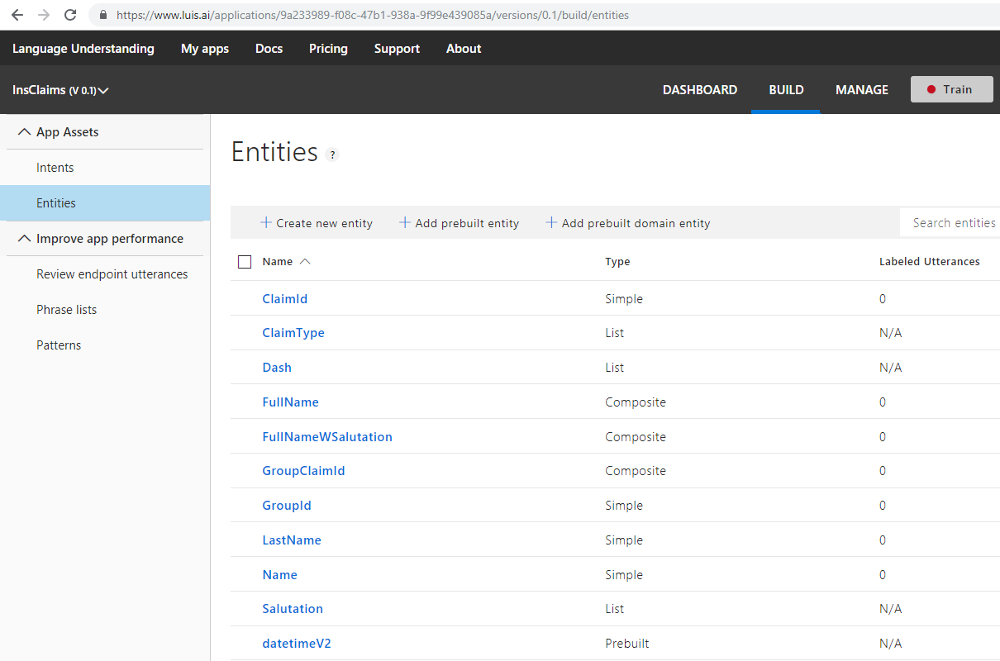 https://www.luis.ai/applications/9a233989-f08c-47b1-938a-9f99e439085a/versions/0.1/build/entities
Language Understanding My apps Docs Pricing Support About
InsClaims (V 0.1) DASHBOARD BUILD MANAGE Train
App Assets
Intents
Entities
Improve app performance
Review endpoint utterances
Phrase lists
Patterns
Entities ?
Create new entity Add prebuilt entity Add prebuilt domain entity Search entities
Name Type Labeled Utterances
ClaimId Simple 0
ClaimType List N/A
Dash List N/A
FullName Composite 0
FullNameWSalutation Composite 0
GroupClaimId Composite 0
GroupId Simple 0
LastName Simple 0
Name Simple 0
Salutation List N/A
datetimeV2 Prebuilt N/A